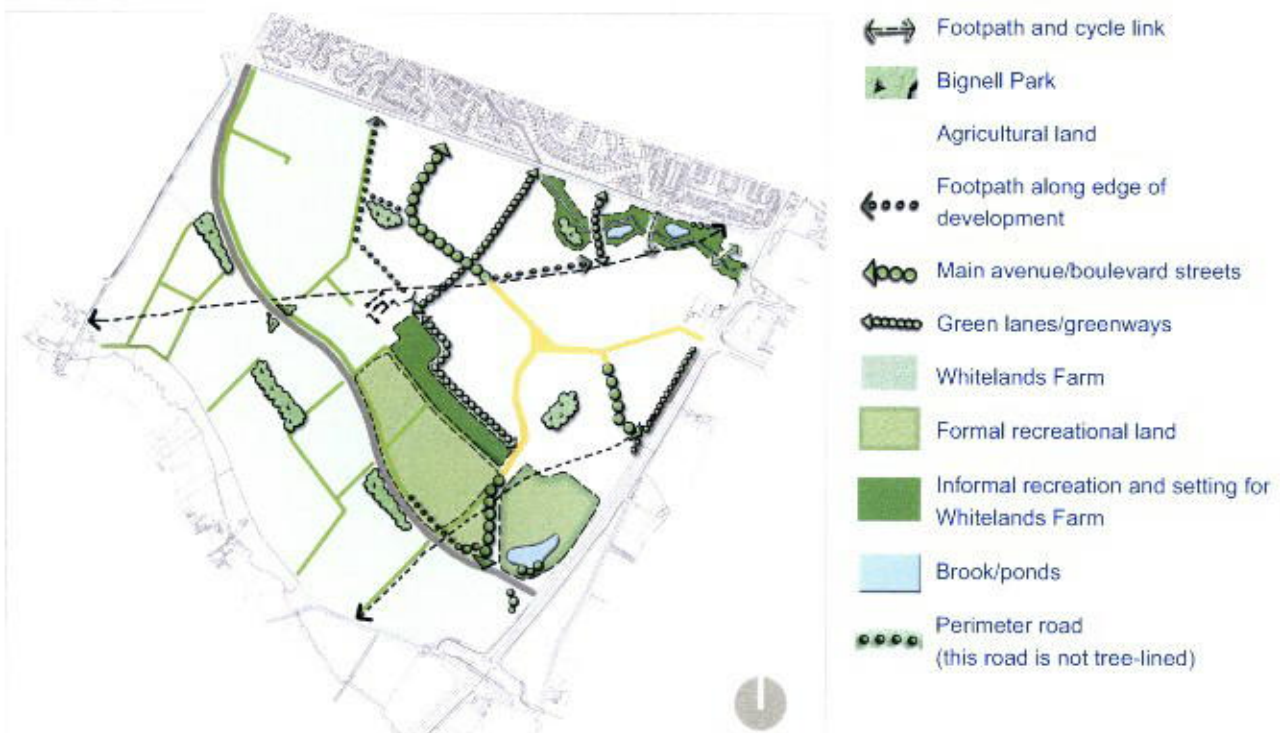 Footpath and cycle link
Bignell Park
Agricultural land
Footpath along edge of
development
Main avenue/boulevard streets
Green lanes/greenways
Whitelands Farm
Formal recreational land
Informal recreation and setting for
Whitelands Farm
Brook/ponds
Perimeter road
(this road is not tree-lined)